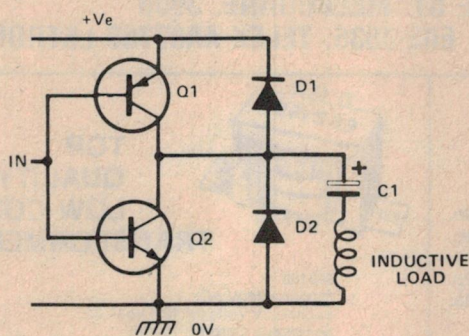 +Ve
Q1
D1
IN
+
C1
Q2
D2
INDUCTIVE
LOAD
0V